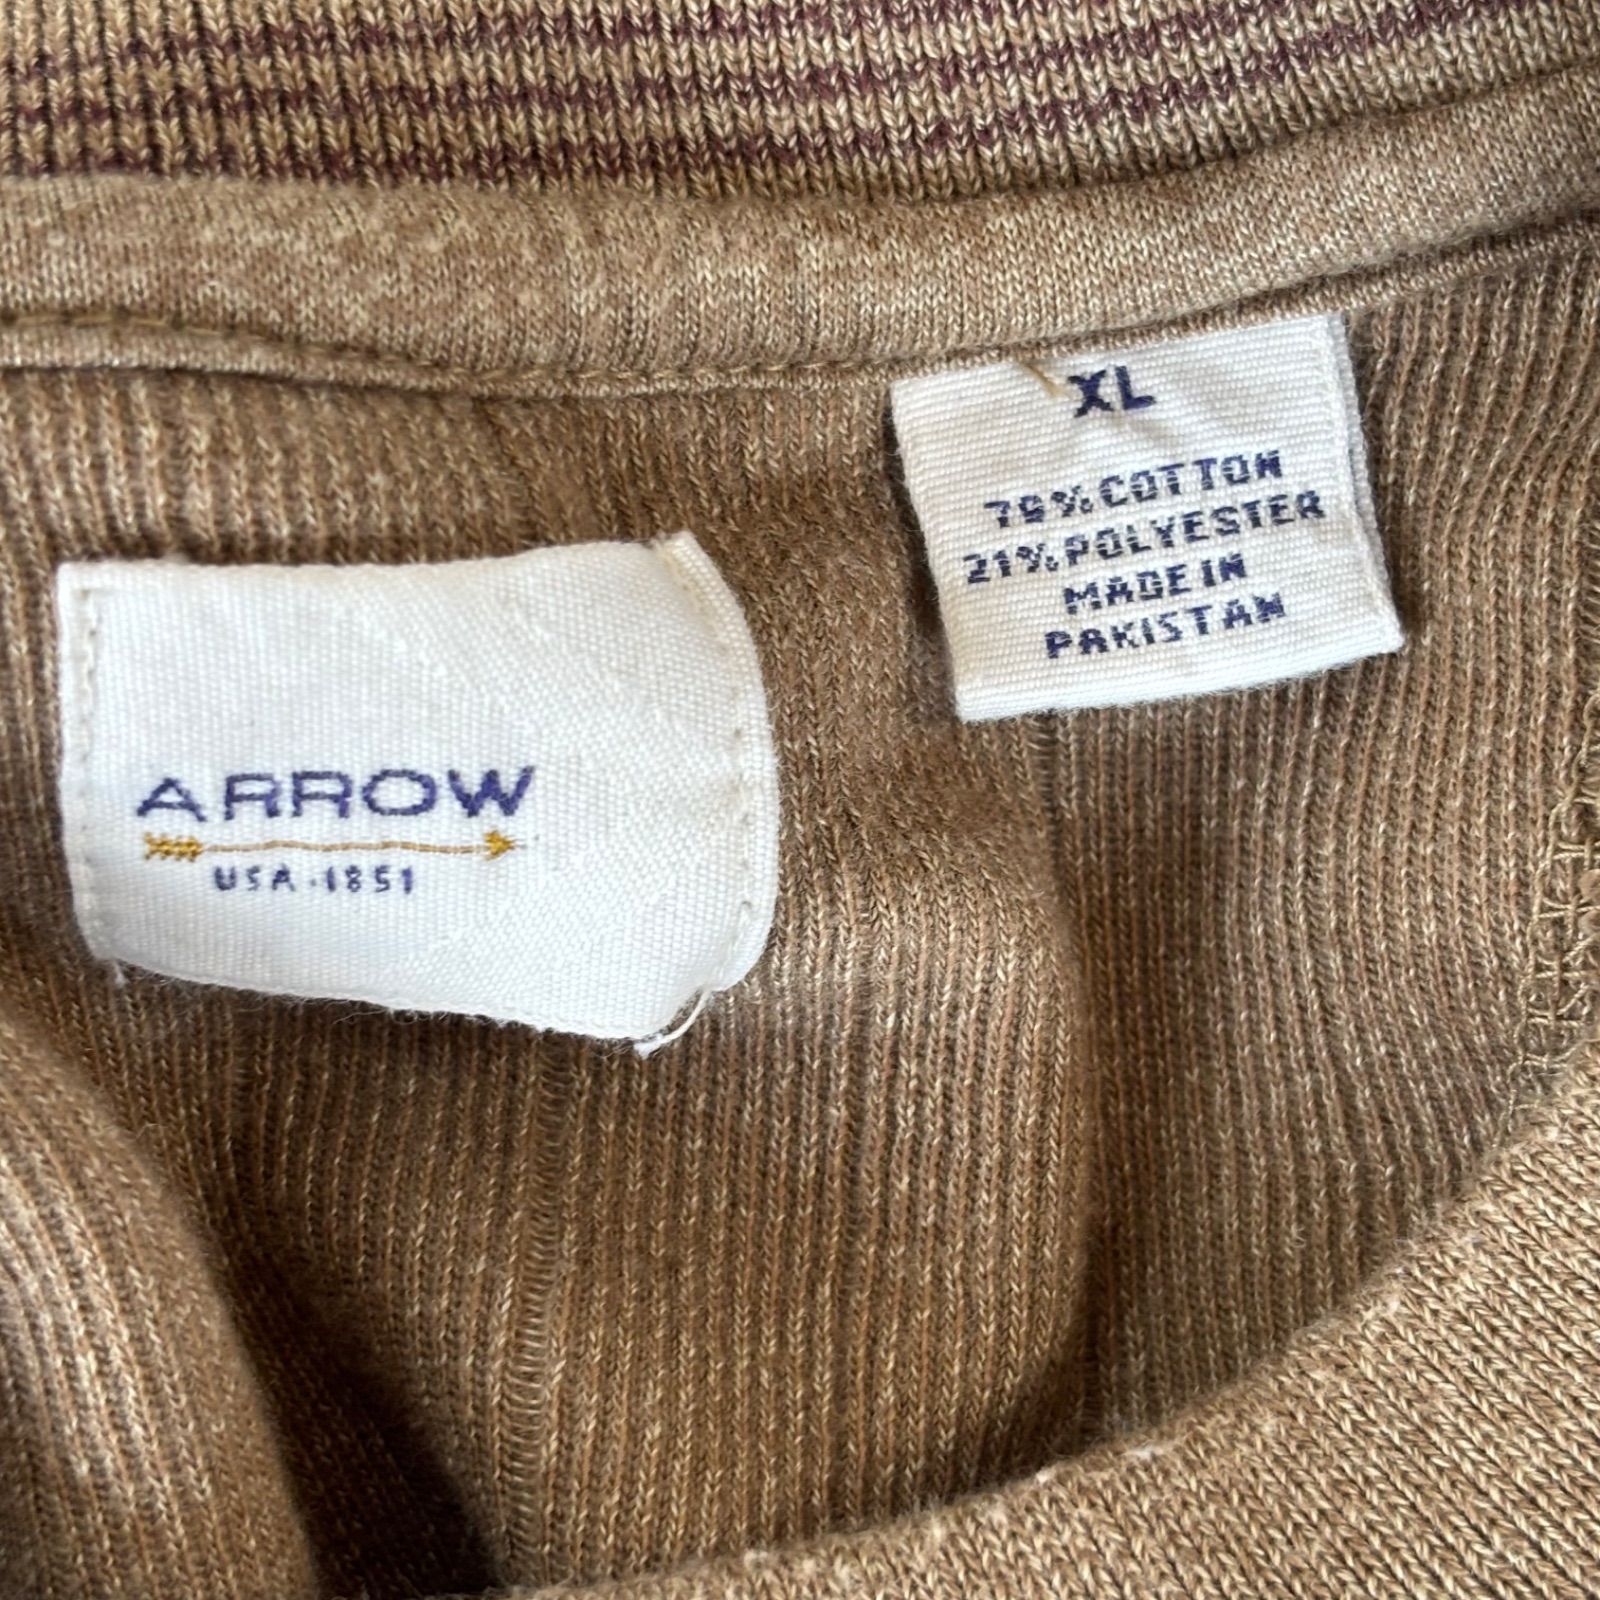 ARROW
USA·1851
XL
79% COTTON
21% POLYESTER
MADE IN
PAKISTAN